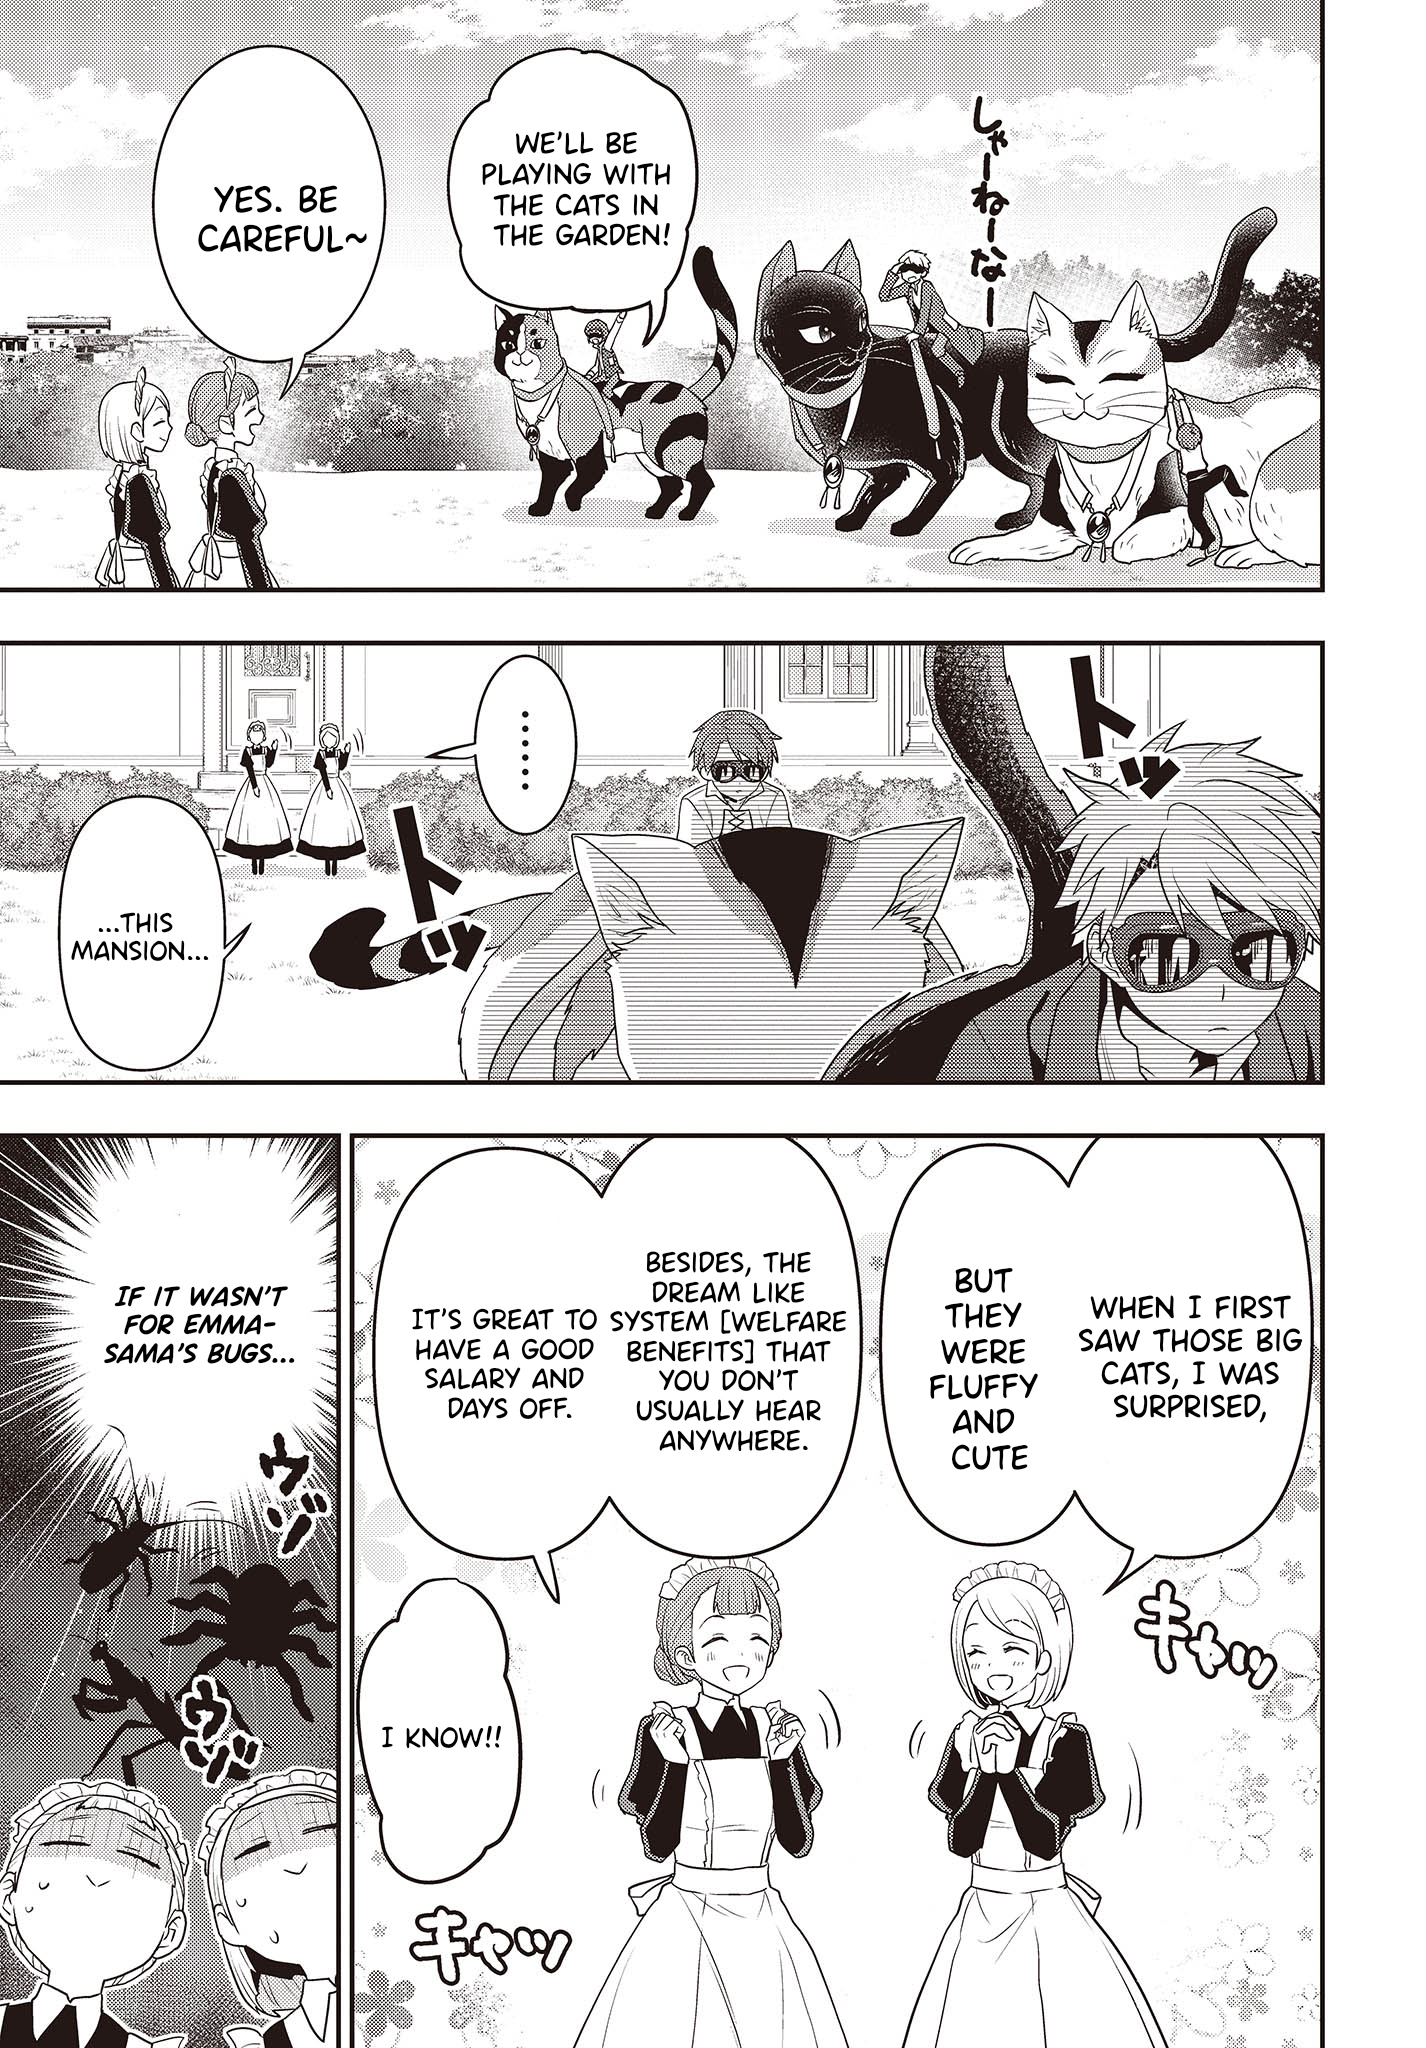 しゃーねーなー
WE'LL BE
PLAYING WITH
THE CATS IN
THE GARDEN!
YES. BE
CAREFUL~
トッ
........
トッ
...THIS
MANSION...
WHEN I FIRST
SAW THOSE BIG
CATS, I WAS
SURPRISED,
BUT
THEY
WERE
FLUFFY
AND
CUTE
キャッ
BESIDES, THE
DREAM LIKE
SYSTEM [WELFARE
BENEFITS] THAT
YOU DON'T
USUALLY HEAR
ANYWHERE.
IT'S GREAT TO
HAVE A GOOD
SALARY AND
DAYS OFF.
I KNOW!!
キャッ
IF IT WASN'T
FOR EMMA-
SAMA'S BUGS...
ウゾ
ウゾ